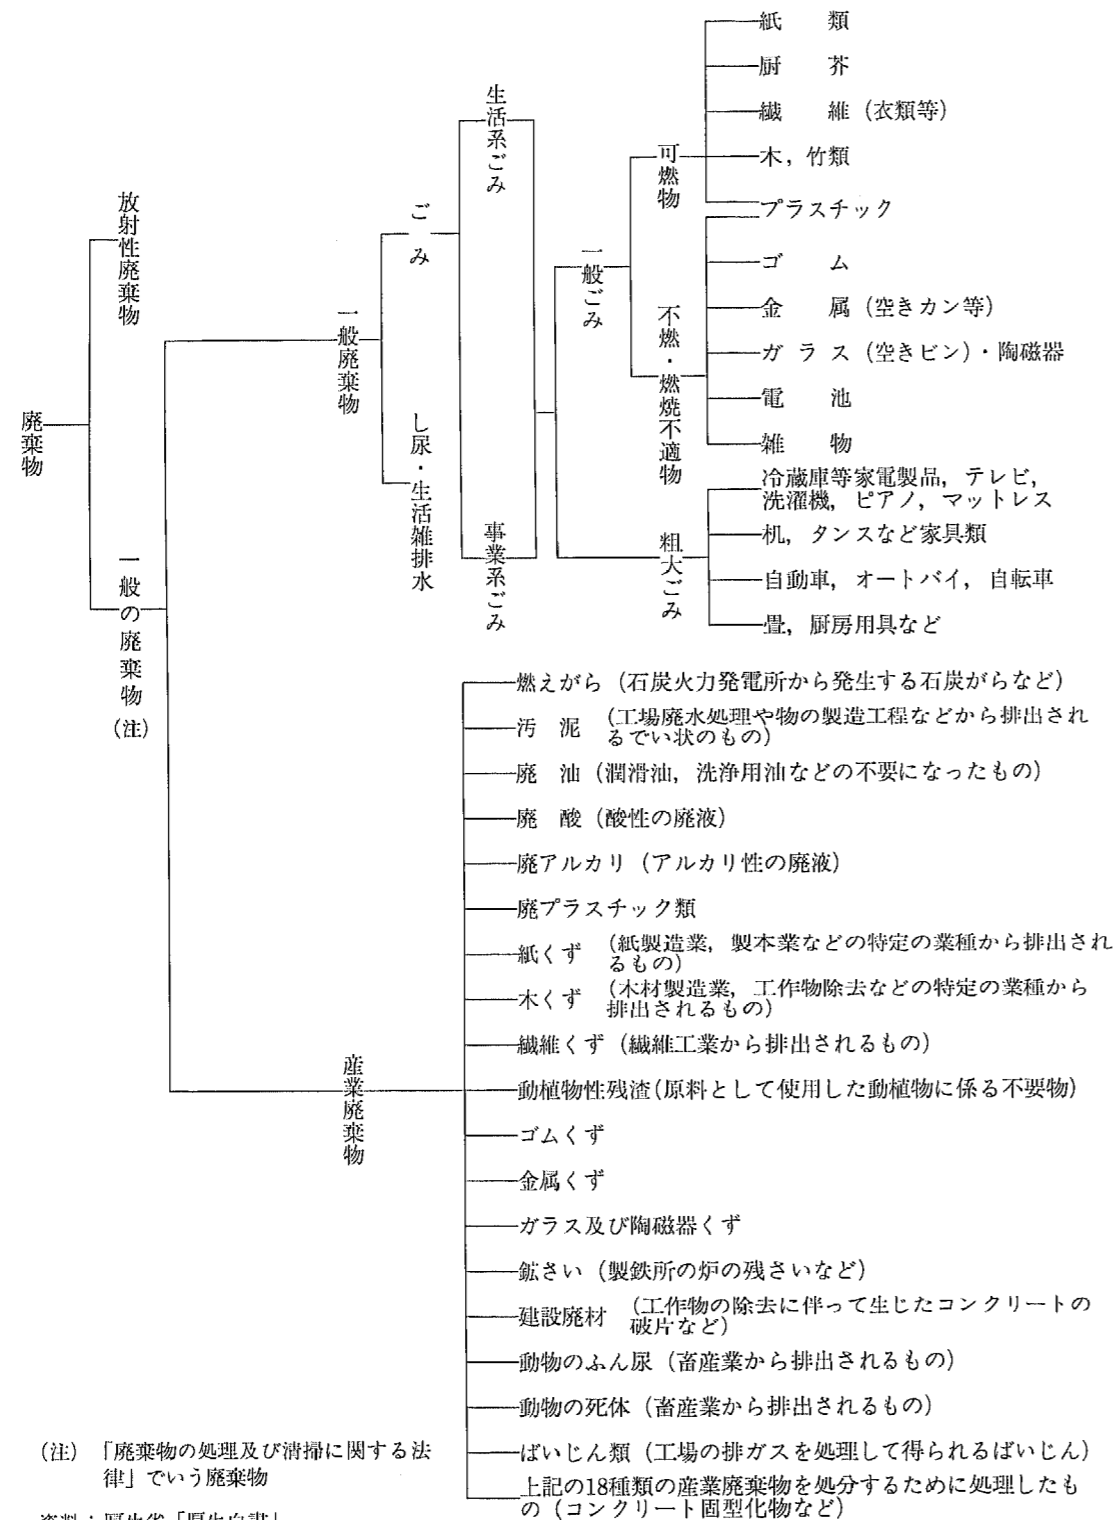 廃棄物
放射性廃棄物
一般の廃棄物
(注)
一般廃棄物
ごみ
し尿・生活雑排水
生活系ごみ
事業系ごみ
一般ごみ
可燃物
紙類
厨芥
繊維（衣類等）
木，竹類
プラスチック
不燃・燃焼不適物
ゴム
金属（空きカン等）
ガラス（空きビン）・陶磁器
電池
雑物
粗大ごみ
冷蔵庫等家電製品，テレビ，
洗濯機，ピアノ，マットレス
机，タンスなど家具類
自動車，オートバイ，自転車
畳，厨房用具など
産業廃棄物
燃えがら（石炭火力発電所から発生する石炭がらなど）
汚泥（工場廃水処理や物の製造工程などから排出され
るでい状のもの）
廃油（潤滑油，洗浄用油などの不要になったもの）
廃酸（酸性の廃液）
廃アルカリ（アルカリ性の廃液）
廃プラスチック類
紙くず（紙製造業，製本業などの特定の業種から排出され
るもの）
木くず（木材製造業，工作物除去などの特定の業種から
排出されるもの）
繊維くず（繊維工業から排出されるもの）
動植物性残渣(原料として使用した動植物に係る不要物)
ゴムくず
金属くず
ガラス及び陶磁器くず
鉱さい（製鉄所の炉の残さいなど）
建設廃材（工作物の除去に伴って生じたコンクリートの
破片など）
動物のふん尿（畜産業から排出されるもの）
動物の死体（畜産業から排出されるもの）
ばいじん類（工場の排ガスを処理して得られるばいじん）
上記の18種類の産業廃棄物を処分するために処理したも
の（コンクリート固型化物など）
(注)「廃棄物の処理及び清掃に関する法
律」でいう廃棄物
資料：厚生省「厚生白書」